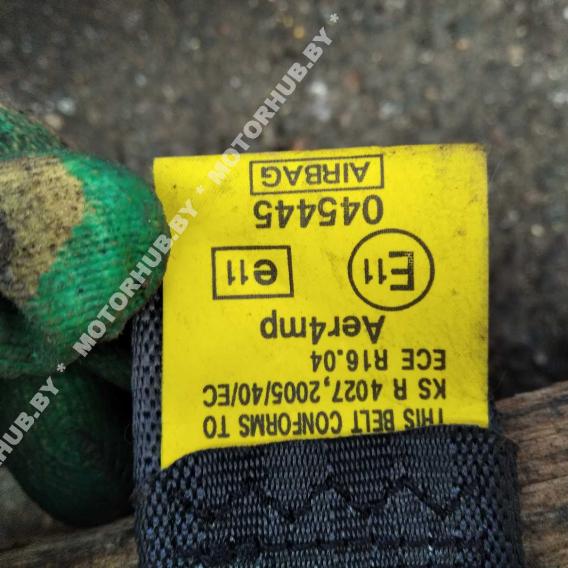 THIS BELT CONFORMS TO
KS R 4027,2005/40/EC
ECE R16.04
Aer4mp
E11 e11
045445
AIRBAG
* MOTORHUB.BY * MOTORHUB.BY * MOTORHUB.BY *